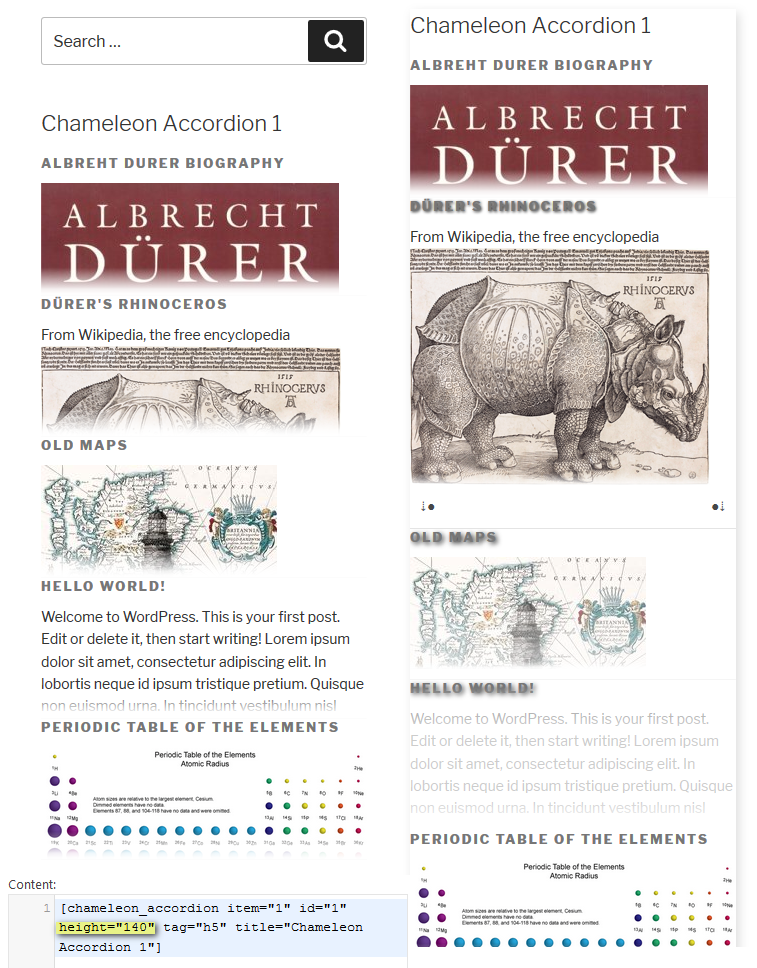 Search …
Chameleon Accordion 1
ALBREHT DURER BIOGRAPHY
ALBRECHT
DÜRER
DÜRER'S RHINOCEROS
From Wikipedia, the free encyclopedia
1515
RHINOCERVS
OLD MAPS
OCEANVS
GERMANICVS
BRITANNIA
HELLO WORLD!
Welcome to WordPress. This is your first post.
Edit or delete it, then start writing! Lorem ipsum
dolor sit amet, consectetur adipiscing elit. In
lobortis neque id ipsum tristique pretium. Quisque
non euismod urna. In tincidunt vestibulum nisl
PERIODIC TABLE OF THE ELEMENTS
Periodic Table of the Elements
Atomic Radius
Atom sizes are relative to the largest element, Cesium.
Dimmed elements have no data.
Elements 87, 88, and 104-118 have no data and were omitted.
Content:
1 [chameleon_accordion item="1" id="1"
height="140" tag="h5" title="Chameleon
Accordion 1"]
Chameleon Accordion 1
ALBREHT DURER BIOGRAPHY
ALBRECHT
DÜRER
DÜRER'S RHINOCEROS
From Wikipedia, the free encyclopedia
1515
RHINOCERVS
OLD MAPS
OCEANVS
GERMANICVS
BRITANNIA
HELLO WORLD!
Welcome to WordPress. This is your first post.
Edit or delete it, then start writing! Lorem ipsum
dolor sit amet, consectetur adipiscing elit. In
lobortis neque id ipsum tristique pretium. Quisque
non euismod urna. In tincidunt vestibulum nisl
PERIODIC TABLE OF THE ELEMENTS
Periodic Table of the Elements
Atomic Radius
Atom sizes are relative to the largest element, Cesium.
Dimmed elements have no data.
Elements 87, 88, and 104-118 have no data and were omitted.